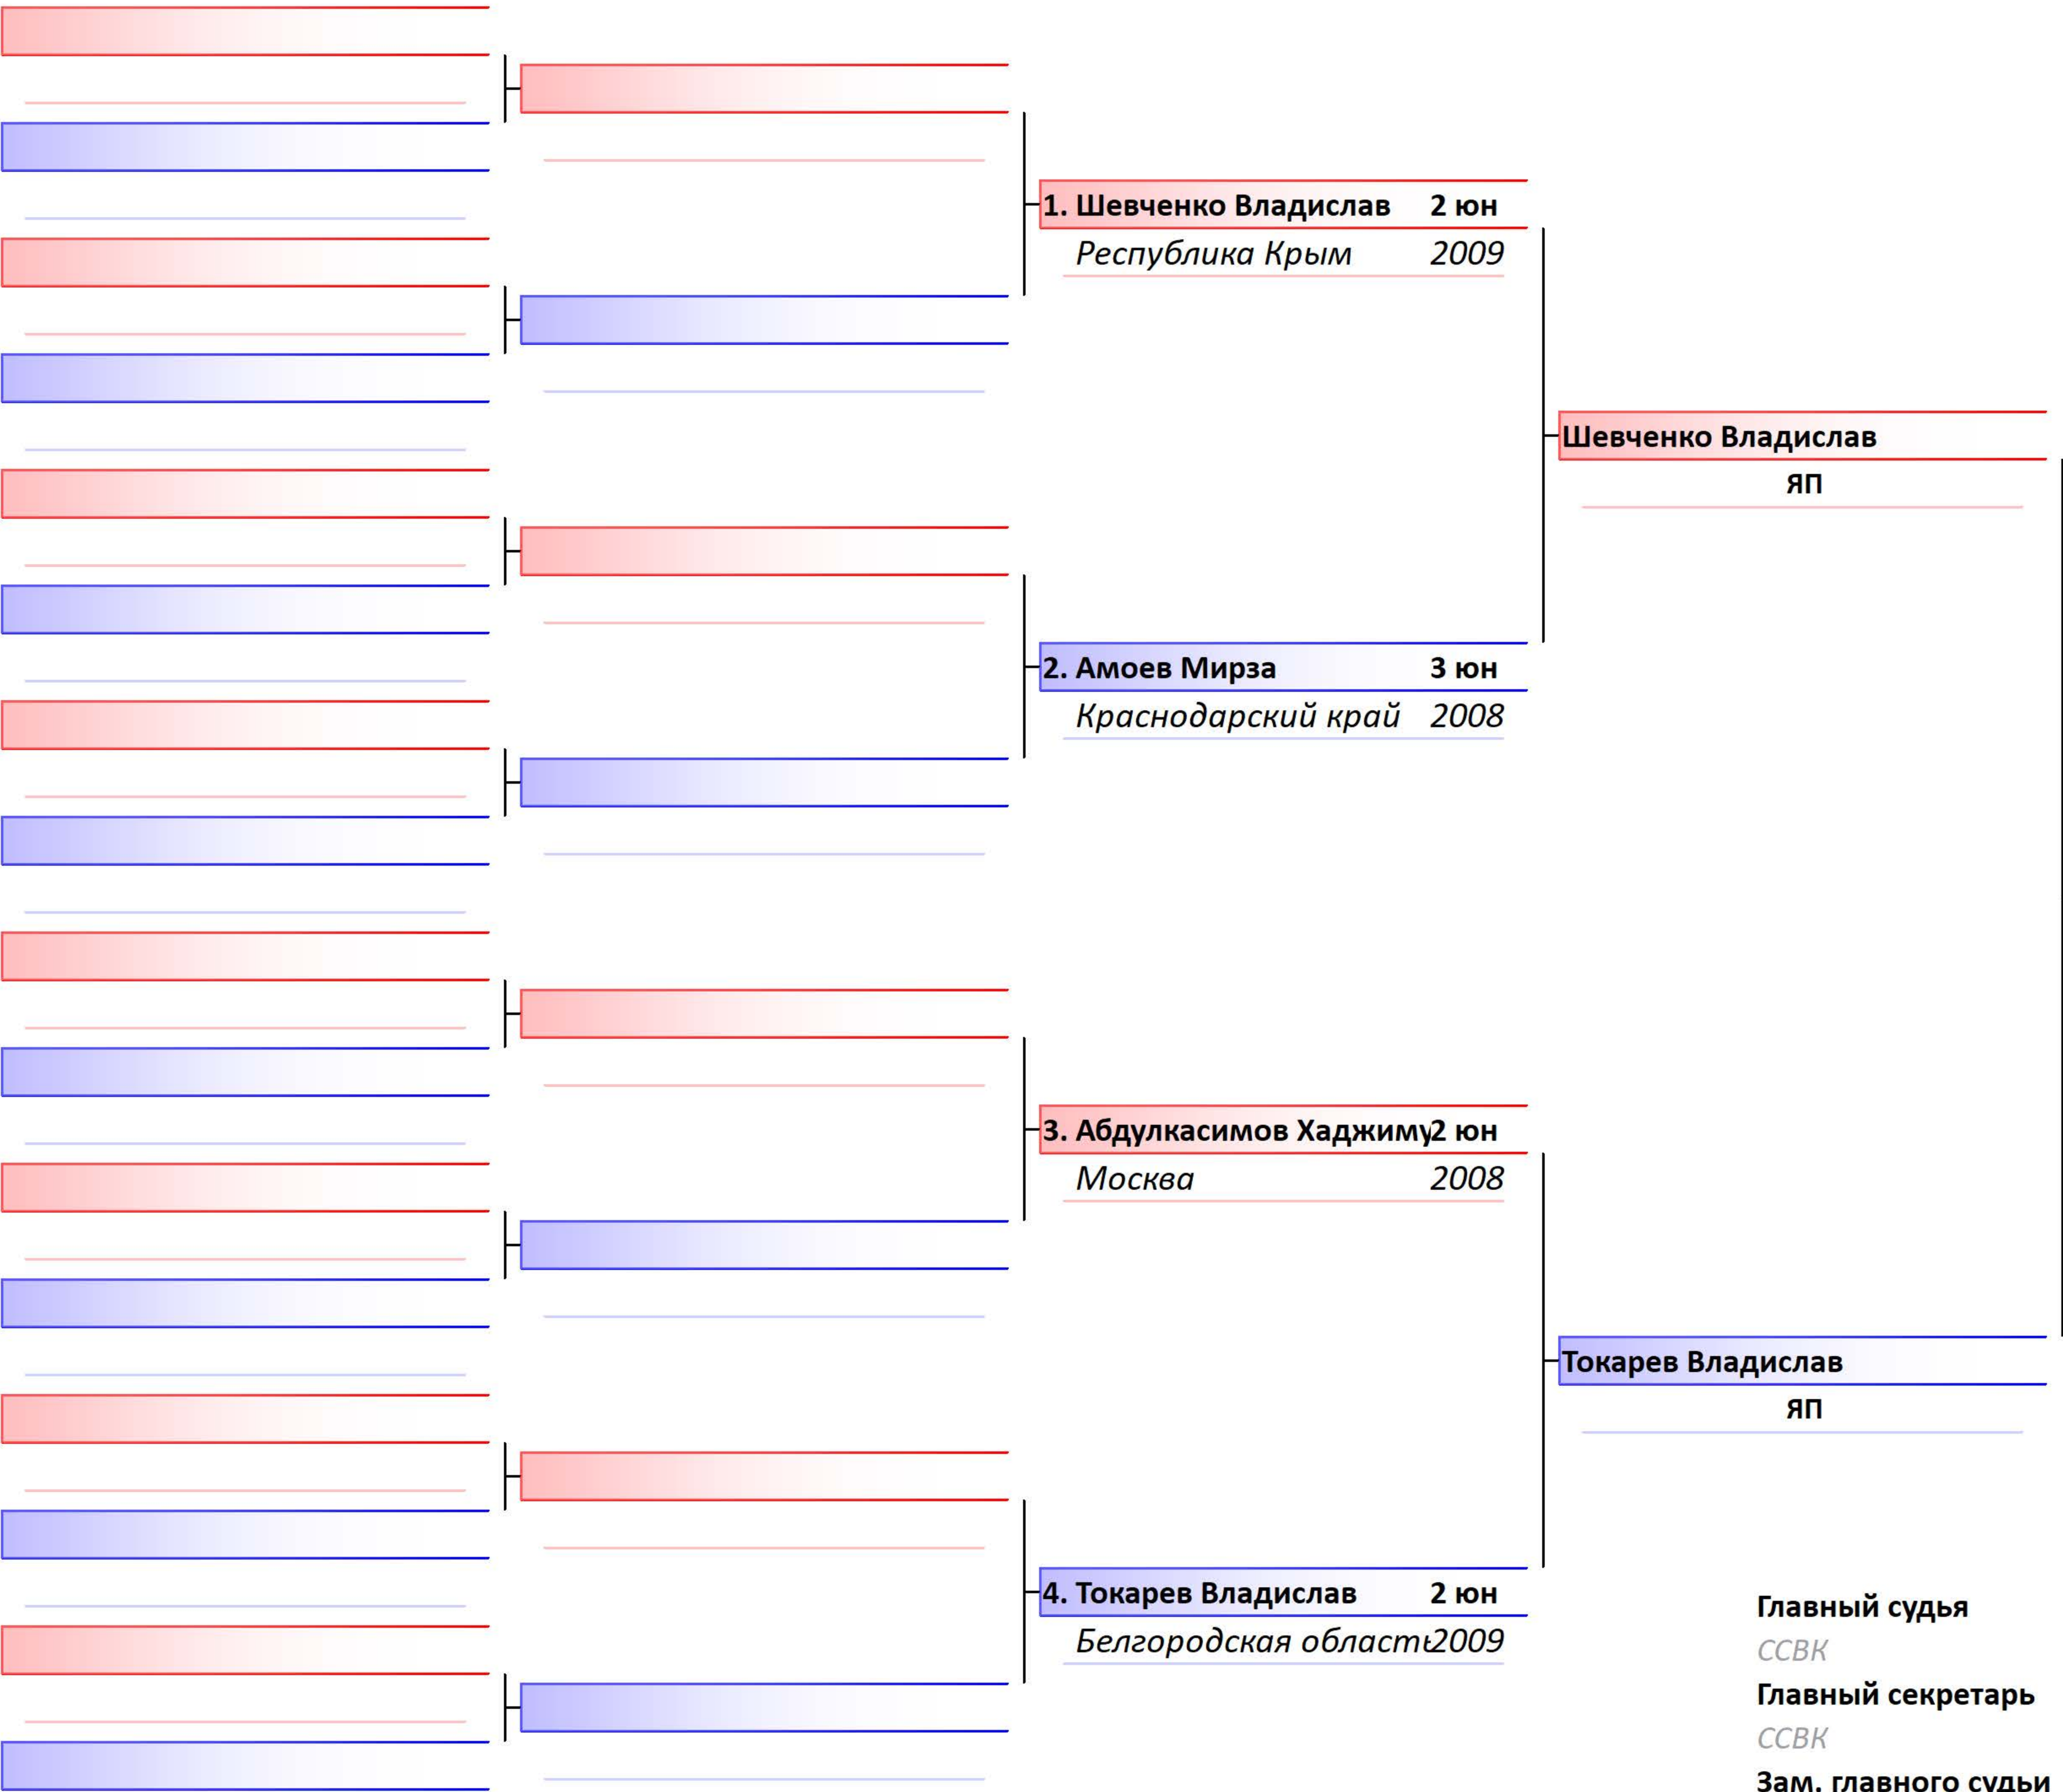 1. Шевченко Владислав 2 юн
Республика Крым 2009
Шевченко Владислав
ЯП
2. Амоев Мирза 3 юн
Краснодарский край 2008
3. Абдулкасимов Хаджиму 2 юн
Москва 2008
Токарев Владислав
ЯП
4. Токарев Владислав 2 юн
Белгородская область 2009
Главный судья
ССВК
Главный секретарь
ССВК
Зам. главного судьи